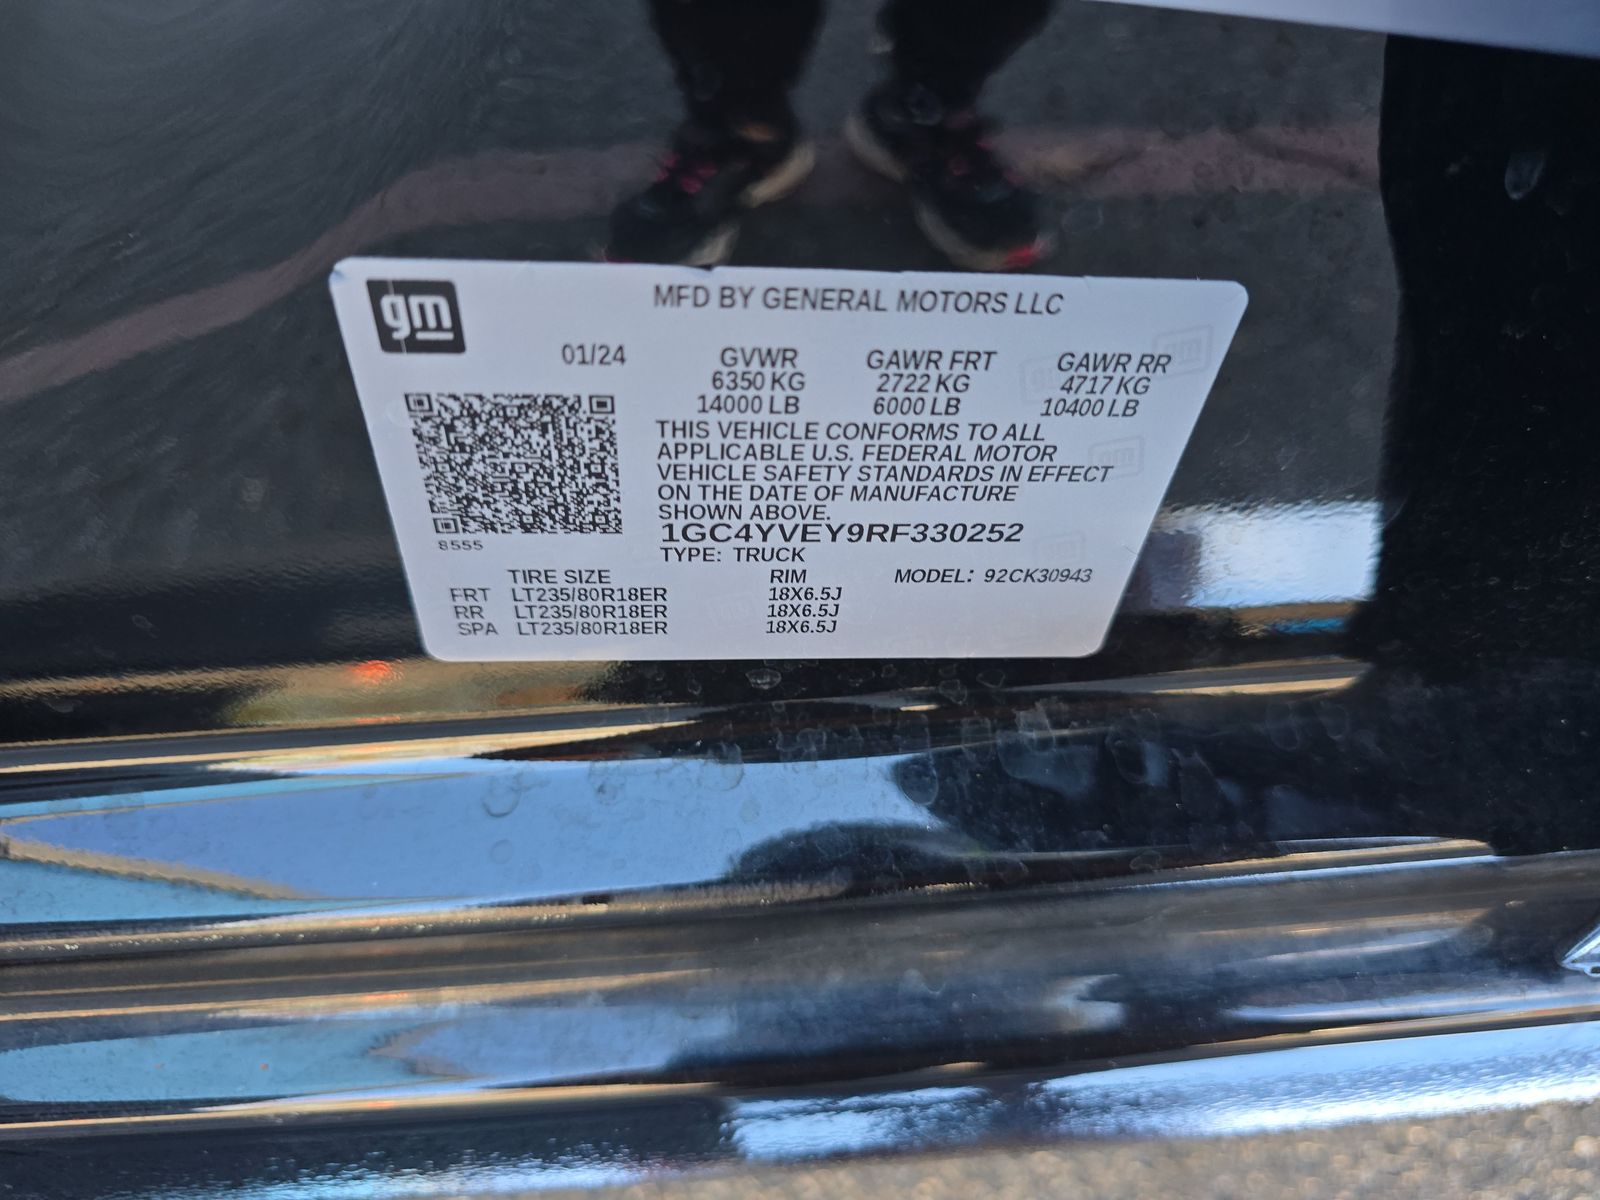 gm
MFD BY GENERAL MOTORS LLC
01/24 GVWR GAWR FRT GAWR RR
6350 KG 2722 KG 4717 KG
14000 LB 6000 LB 10400 LB
THIS VEHICLE CONFORMS TO ALL
APPLICABLE U.S. FEDERAL MOTOR
VEHICLE SAFETY STANDARDS IN EFFECT
ON THE DATE OF MANUFACTURE
SHOWN ABOVE.
1GC4YVEY9RF330252
8555
TYPE: TRUCK
TIRE SIZE RIM MODEL: 92CK30943
FRT LT235/80R18ER 18X6.5J
RR LT235/80R18ER 18X6.5J
SPA LT235/80R18ER 18X6.5J